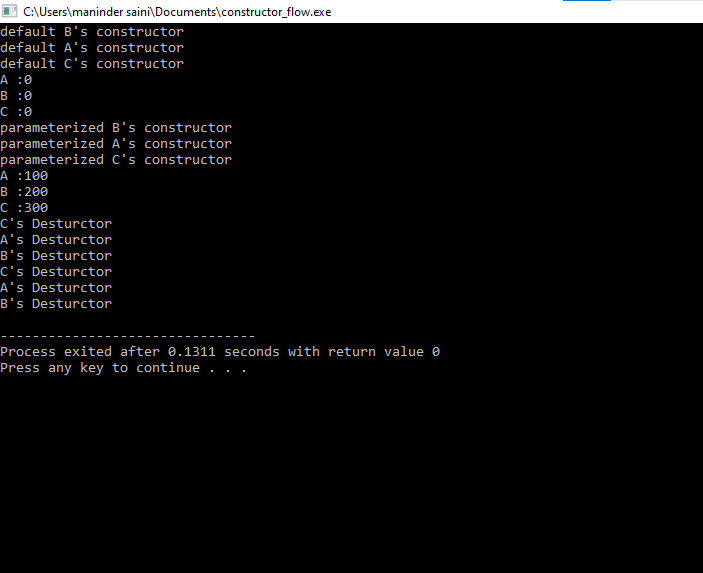 C:\Users\maninder saini\Documents\constructor_flow.exe
default B's constructor
default A's constructor
default C's constructor
A :0
B :0
C :0
parameterized B's constructor
parameterized A's constructor
parameterized C's constructor
A :100
B :200
C :300
C's Desturctor
A's Desturctor
B's Desturctor
C's Desturctor
A's Desturctor
B's Desturctor
--------------------------------
Process exited after 0.1311 seconds with return value 0
Press any key to continue . . .